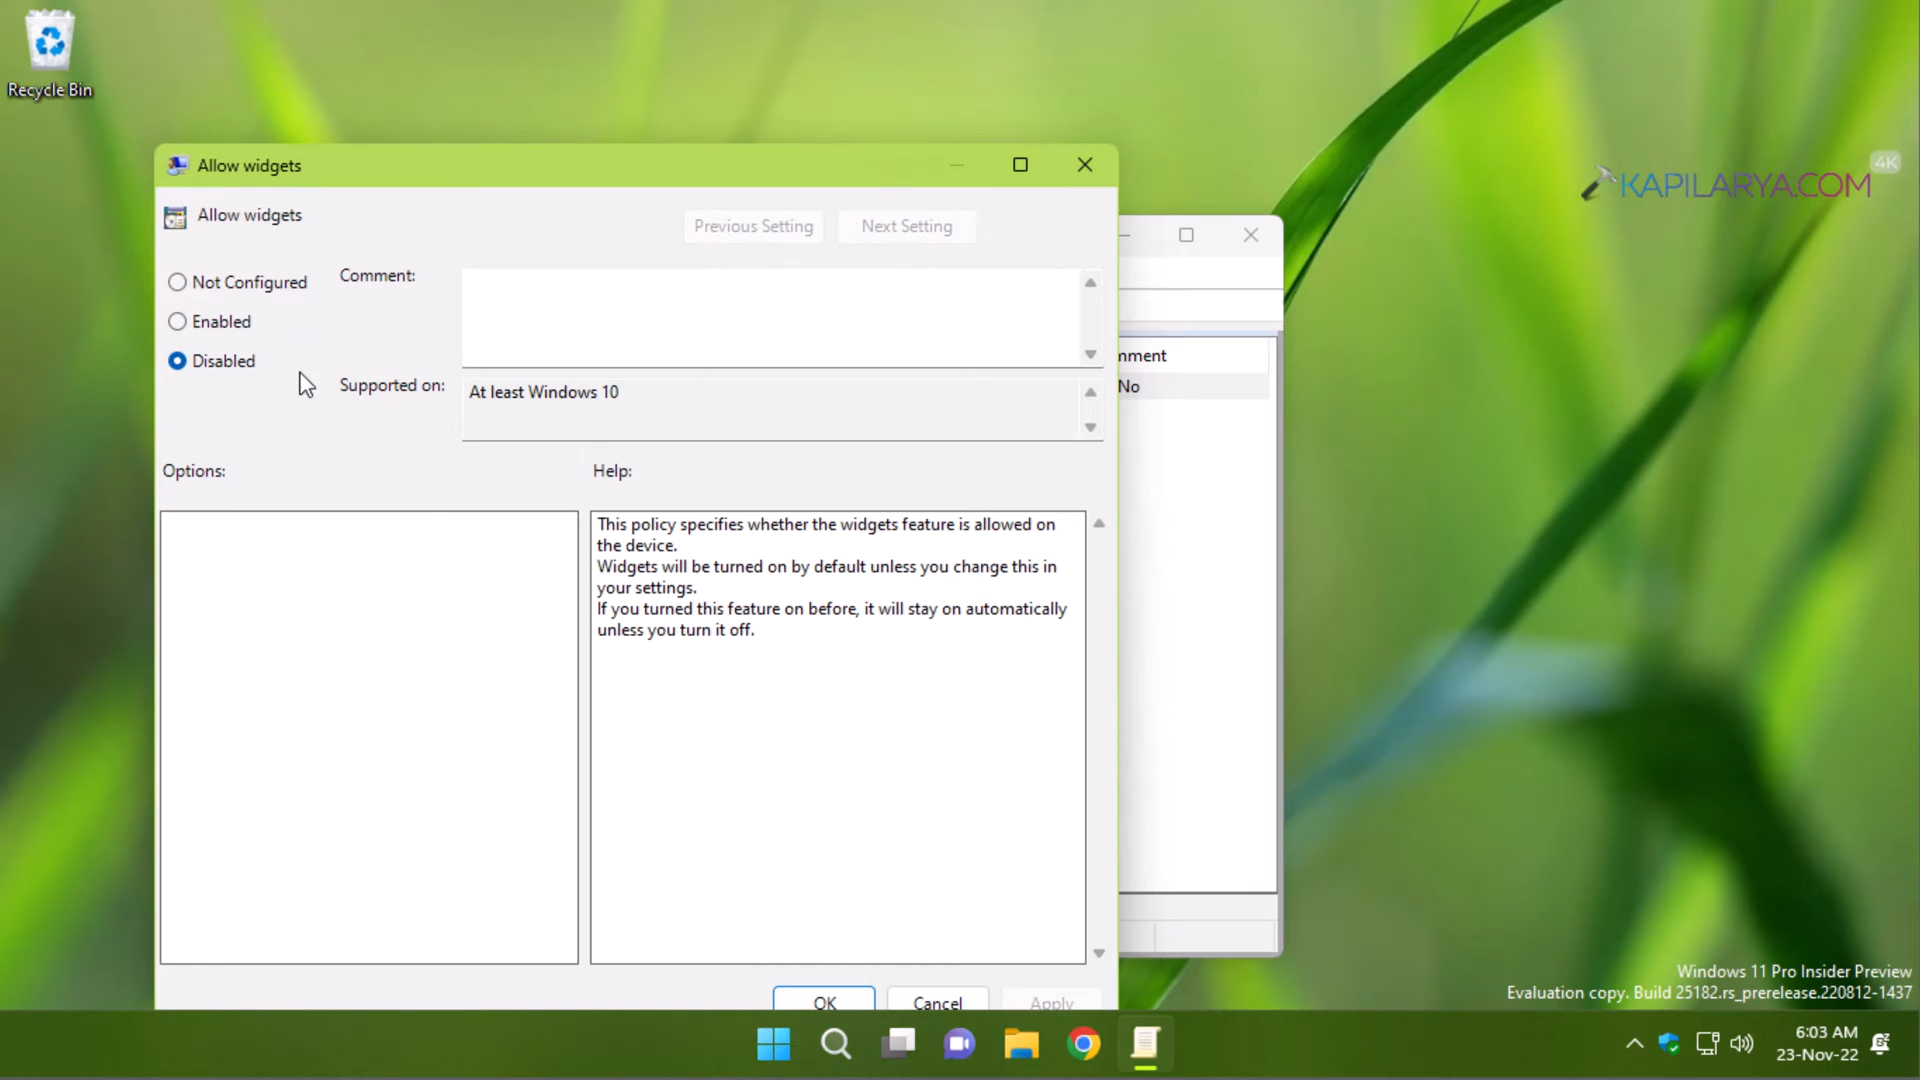 Recycle Bin
4K
KAPILARYA.COM
Allow widgets
Allow widgets
Previous Setting
Next Setting
Not Configured
Enabled
Disabled
Comment:
Supported on:
At least Windows 10
mment
No
Options:
Help:
This policy specifies whether the widgets feature is allowed on
the device.
Widgets will be turned on by default unless you change this in
your settings.
If you turned this feature on before, it will stay on automatically
unless you turn it off.
OK
Cancel
Apply
Windows 11 Pro Insider Preview
Evaluation copy. Build 25182.rs_prerelease.220812-1437
6:03 AM
23-Nov-22